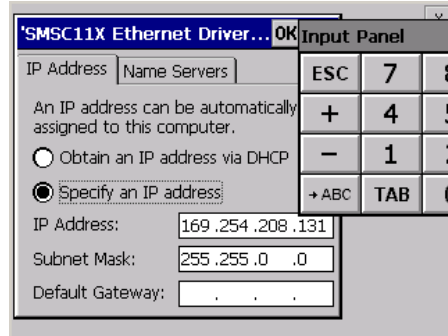 'SMSC11X Ethernet Driver... OK
IP Address
Name Servers
An IP address can be automatically
assigned to this computer.
Obtain an IP address via DHCP
Specify an IP address
IP Address: 169 .254 .208 .131
Subnet Mask: 255 .255 .0 .0
Default Gateway: . . .
Input Panel
ESC 7
+ 4
− 1
→ ABC TAB